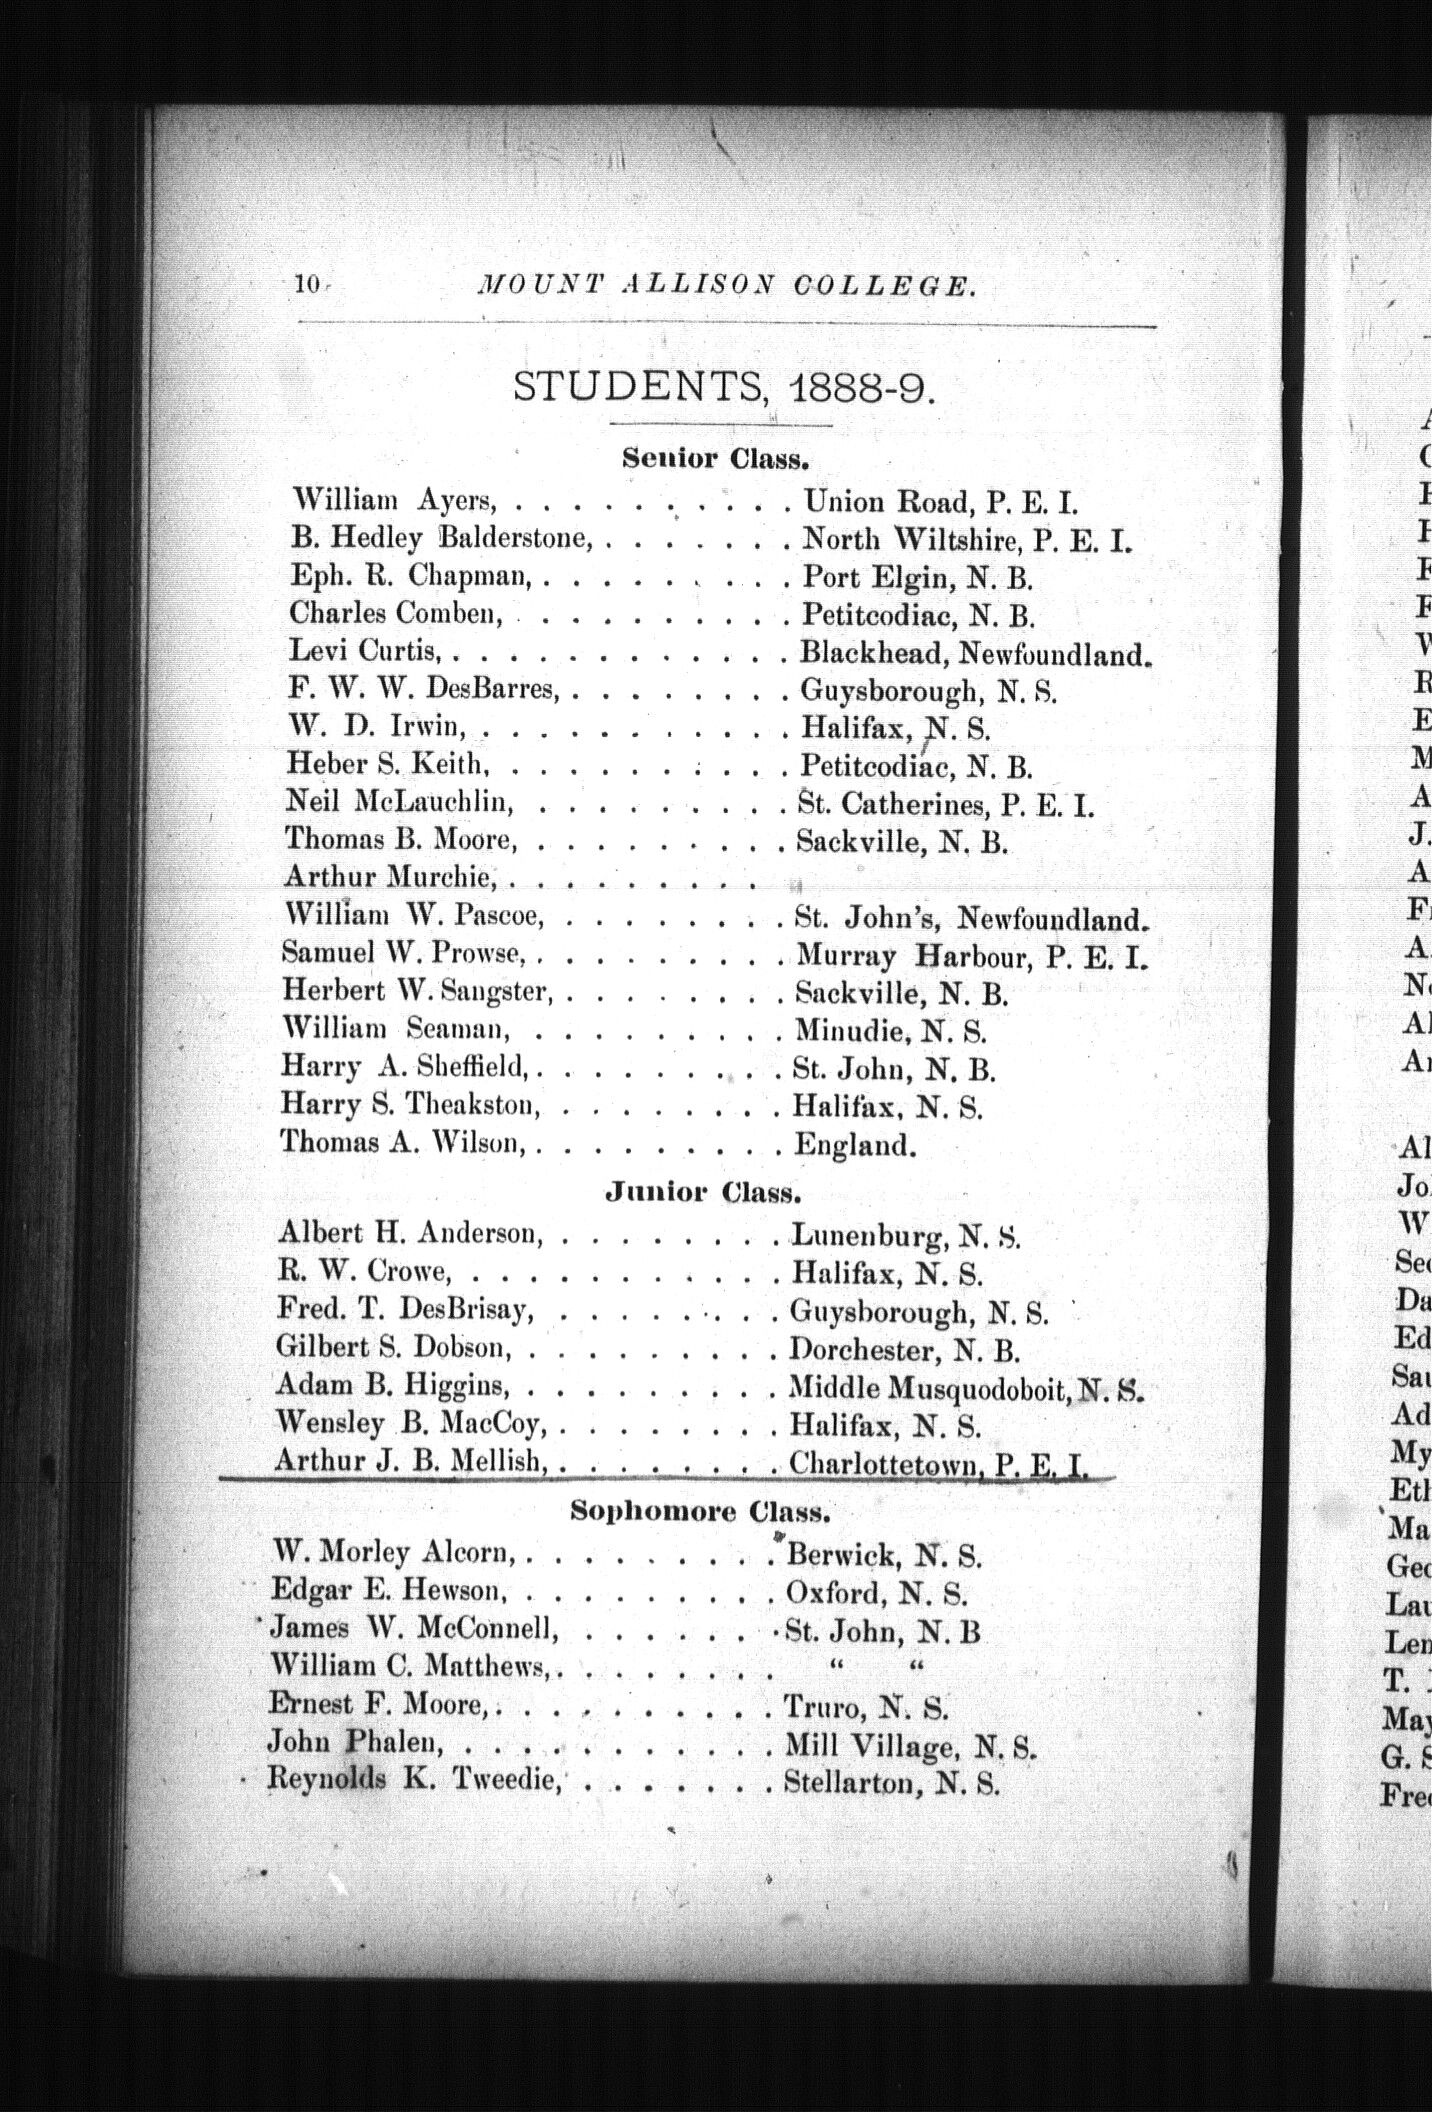 10 MOUNT ALLISON COLLEGE.
STUDENTS, 1888-9.
Senior Class.
William Ayers, . . . . . . . . . . Union Road, P. E. I.
B. Hedley Balderstone, . . . . . . . North Wiltshire, P. E. I.
Eph. R. Chapman, . . . . . . . . . Port Elgin, N. B.
Charles Comben, . . . . . . . . . . Petitcodiac, N. B.
Levi Curtis, . . . . . . . . . . . . Blackhead, Newfoundland.
F. W. W. DesBarres, . . . . . . . . Guysborough, N. S.
W. D. Irwin, . . . . . . . . . . . Halifax, N. S.
Heber S. Keith, . . . . . . . . . . Petitcodiac, N. B.
Neil McLauchlin, . . . . . . . . . St. Catherines, P. E. I.
Thomas B. Moore, . . . . . . . . . Sackville, N. B.
Arthur Murchie, . . . . . . . . .
William W. Pascoe, . . . . . . . . St. John's, Newfoundland.
Samuel W. Prowse, . . . . . . . . . Murray Harbour, P. E. I.
Herbert W. Sangster, . . . . . . . . Sackville, N. B.
William Seaman, . . . . . . . . . Minudie, N. S.
Harry A. Sheffield, . . . . . . . . . St. John, N. B.
Harry S. Theakston, . . . . . . . . Halifax, N. S.
Thomas A. Wilson, . . . . . . . . . England.
Junior Class.
Albert H. Anderson, . . . . . . . . Lunenburg, N. S.
R. W. Crowe, . . . . . . . . . . . Halifax, N. S.
Fred. T. DesBrisay, . . . . . . . . Guysborough, N. S.
Gilbert S. Dobson, . . . . . . . . . Dorchester, N. B.
Adam B. Higgins, . . . . . . . . . Middle Musquodoboit, N. S.
Wensley B. MacCoy, . . . . . . . . Halifax, N. S.
Arthur J. B. Mellish, . . . . . . . . Charlottetown, P. E. I.
Sophomore Class.
W. Morley Alcorn, . . . . . . . . . Berwick, N. S.
Edgar E. Hewson, . . . . . . . . . Oxford, N. S.
James W. McConnell, . . . . . . . St. John, N. B
William C. Matthews, . . . . . . . . “ “
Ernest F. Moore, . . . . . . . . . . Truro, N. S.
John Phalen, . . . . . . . . . . . Mill Village, N. S.
Reynolds K. Tweedie, . . . . . . . Stellarton, N. S.